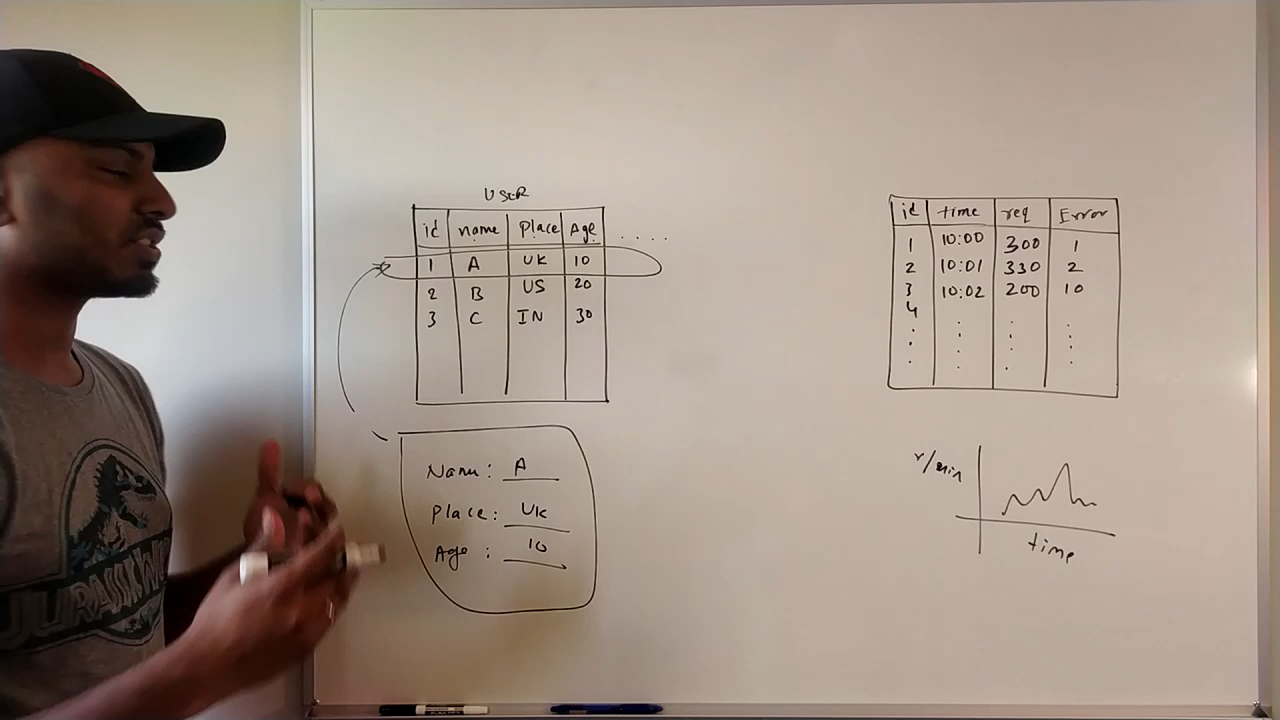 USER
id name Place Age ....
1 A UK 10
2 B US 20
3 C IN 30
Name: A
Place: UK
Age : 10
id time req Error
1 10:00 300 1
2 10:01 330 2
3 10:02 200 10
4
r/min
time
JURASSIC W